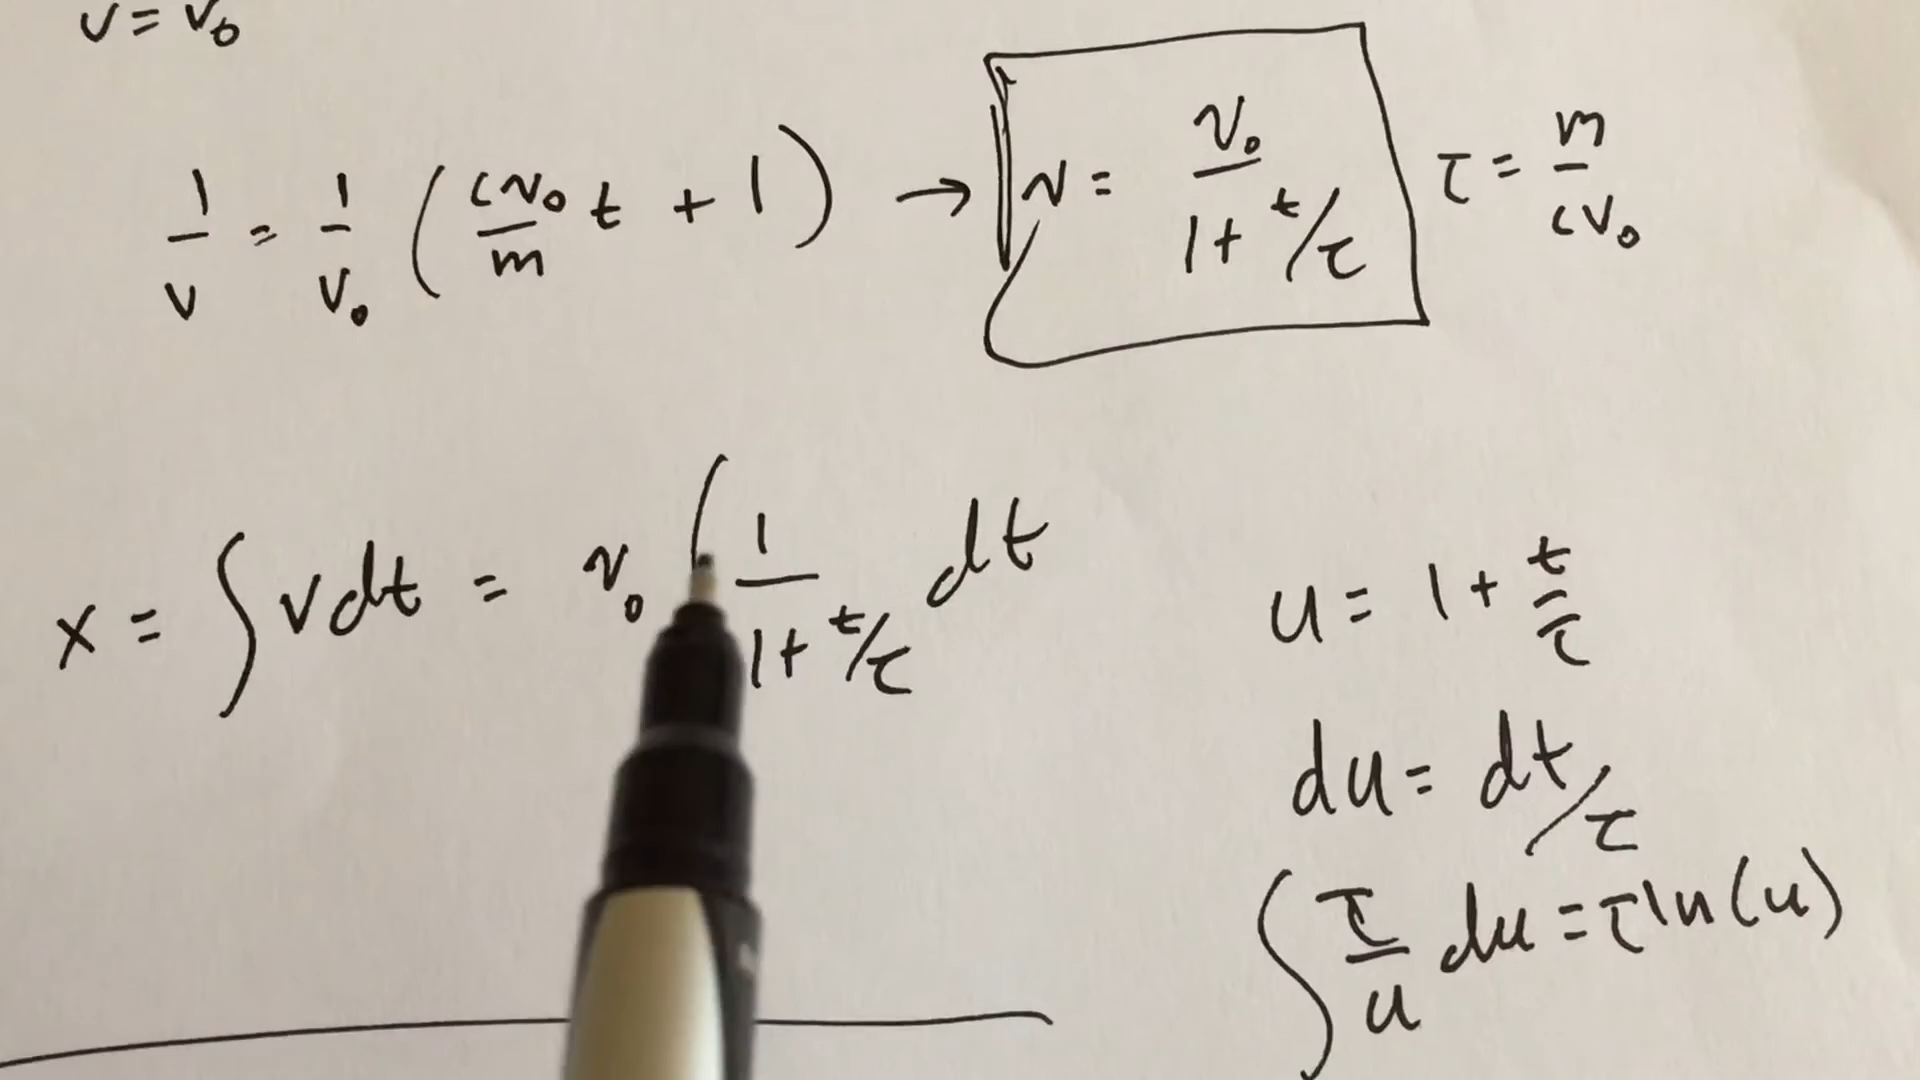 v = v₀
1/v = 1/v₀ (cv₀/m t + 1) → v = v₀/(1 + t/τ) τ = m/cv₀
x = ∫ v dt = v₀ ∫ 1/(1 + t/τ) dt
u = 1 + t/τ
du = dt/τ
∫ τ/u du = τ ln(u)